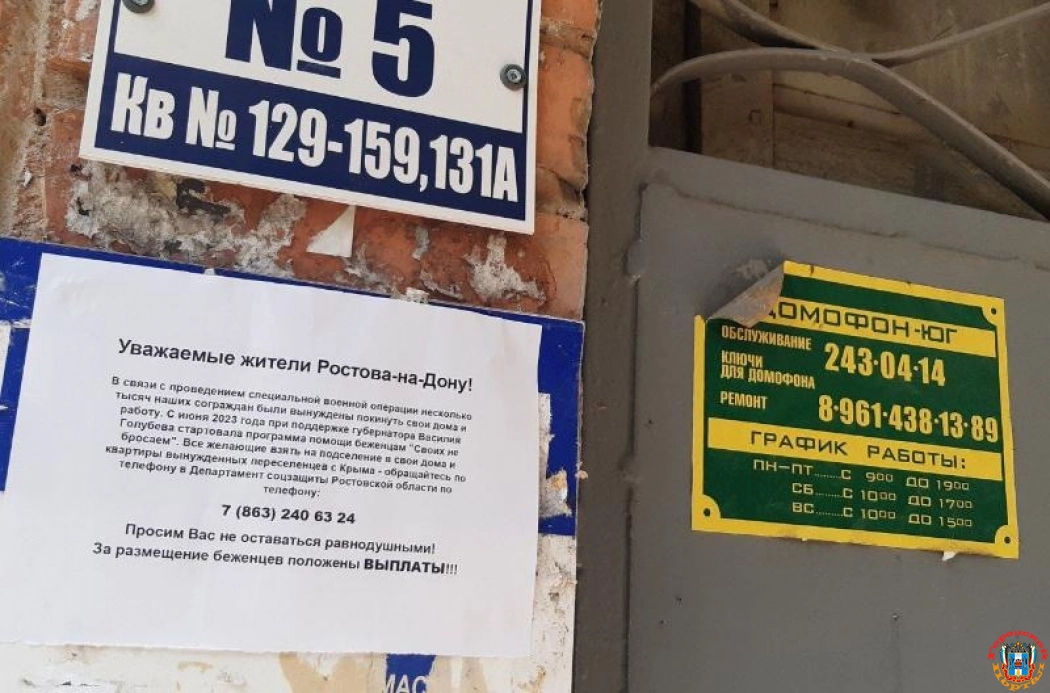 № 5
Кв № 129-159,131А
Уважаемые жители Ростова-на-Дону!
В связи с проведением специальной военной операции несколько
тысяч наших сограждан были вынуждены покинуть свои дома и
работу. С июня 2023 года при поддержке губернатора Василия
Голубева стартовала программа помощи беженцам "Своих не
бросаем". Все желающие взять на подселение в свои дома и
квартиры вынужденных переселенцев с Крыма - обращайтесь по
телефону в Департамент соцзащиты Ростовской области по
телефону:
7 (863) 240 63 24
Просим Вас не оставаться равнодушными!
За размещение беженцев положены ВЫПЛАТЫ!!!
ДОМОФОН-ЮГ
ОБСЛУЖИВАНИЕ
КЛЮЧИ
ДЛЯ ДОМОФОНА
243·04·14
РЕМОНТ
8·961·438·13·89
ГРАФИК РАБОТЫ:
ПН-ПТ.......С 9⁰⁰ ДО 19⁰⁰
СБ.......С 10⁰⁰ ДО 17⁰⁰
ВС.......С 10⁰⁰ ДО 15⁰⁰